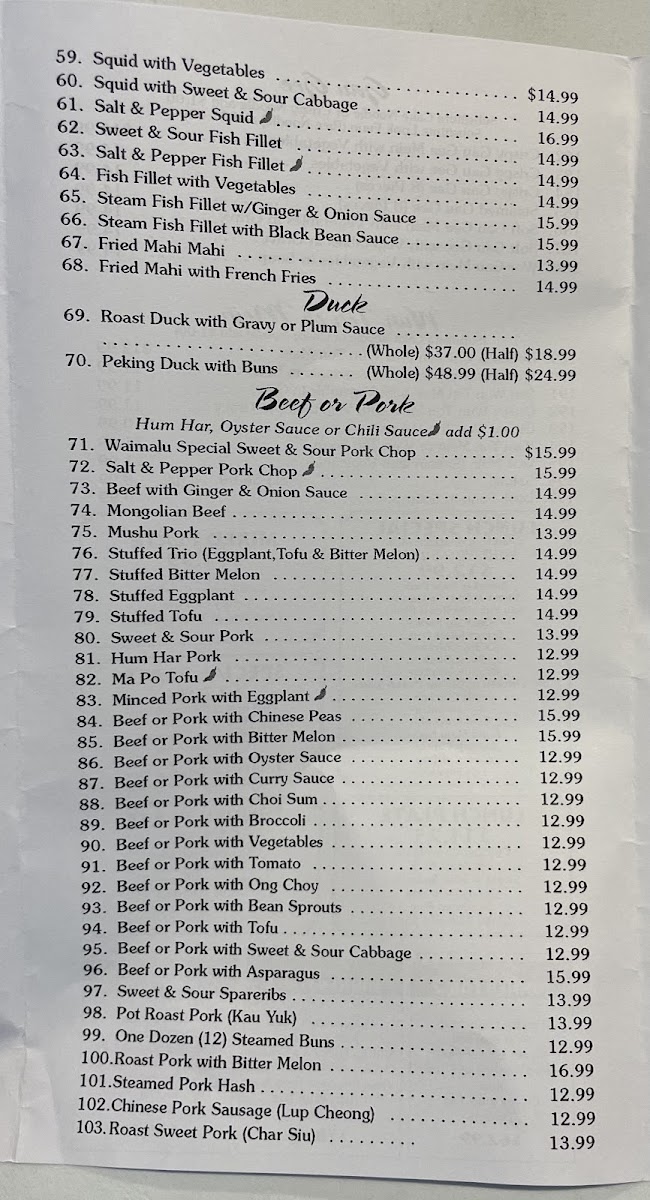 59. Squid with Vegetables ........................ $14.99
60. Squid with Sweet & Sour Cabbage ............... 14.99
61. Salt & Pepper Squid ........................ 16.99
62. Sweet & Sour Fish Fillet ..................... 14.99
63. Salt & Pepper Fish Fillet ..................... 14.99
64. Fish Fillet with Vegetables .................... 14.99
65. Steam Fish Fillet w/Ginger & Onion Sauce ......... 15.99
66. Steam Fish Fillet with Black Bean Sauce ........... 15.99
67. Fried Mahi Mahi ........................... 13.99
68. Fried Mahi with French Fries .................. 14.99
Duck
69. Roast Duck with Gravy or Plum Sauce ............
......................... (Whole) $37.00 (Half) $18.99
70. Peking Duck with Buns ....... (Whole) $48.99 (Half) $24.99
Beef or Pork
Hum Har, Oyster Sauce or Chili Sauce add $1.00
71. Waimalu Special Sweet & Sour Pork Chop .......... $15.99
72. Salt & Pepper Pork Chop .................... 15.99
73. Beef with Ginger & Onion Sauce ................ 14.99
74. Mongolian Beef ............................ 14.99
75. Mushu Pork .............................. 13.99
76. Stuffed Trio (Eggplant,Tofu & Bitter Melon) .......... 14.99
77. Stuffed Bitter Melon ........................ 14.99
78. Stuffed Eggplant ........................... 14.99
79. Stuffed Tofu .............................. 14.99
80. Sweet & Sour Pork ......................... 13.99
81. Hum Har Pork ............................ 12.99
82. Ma Po Tofu ............................. 12.99
83. Minced Pork with Eggplant ................... 12.99
84. Beef or Pork with Chinese Peas ................. 15.99
85. Beef or Pork with Bitter Melon .................. 15.99
86. Beef or Pork with Oyster Sauce ................. 12.99
87. Beef or Pork with Curry Sauce .................. 12.99
88. Beef or Pork with Choi Sum .................... 12.99
89. Beef or Pork with Broccoli ..................... 12.99
90. Beef or Pork with Vegetables ................... 12.99
91. Beef or Pork with Tomato ..................... 12.99
92. Beef or Pork with Ong Choy ................... 12.99
93. Beef or Pork with Bean Sprouts ................. 12.99
94. Beef or Pork with Tofu ........................ 12.99
95. Beef or Pork with Sweet & Sour Cabbage ........... 12.99
96. Beef or Pork with Asparagus ................... 15.99
97. Sweet & Sour Spareribs ....................... 13.99
98. Pot Roast Pork (Kau Yuk) ..................... 13.99
99. One Dozen (12) Steamed Buns .................. 12.99
100.Roast Pork with Bitter Melon ................... 16.99
101.Steamed Pork Hash ......................... 12.99
102.Chinese Pork Sausage (Lup Cheong) .............. 12.99
103.Roast Sweet Pork (Char Siu) ......... 13.99